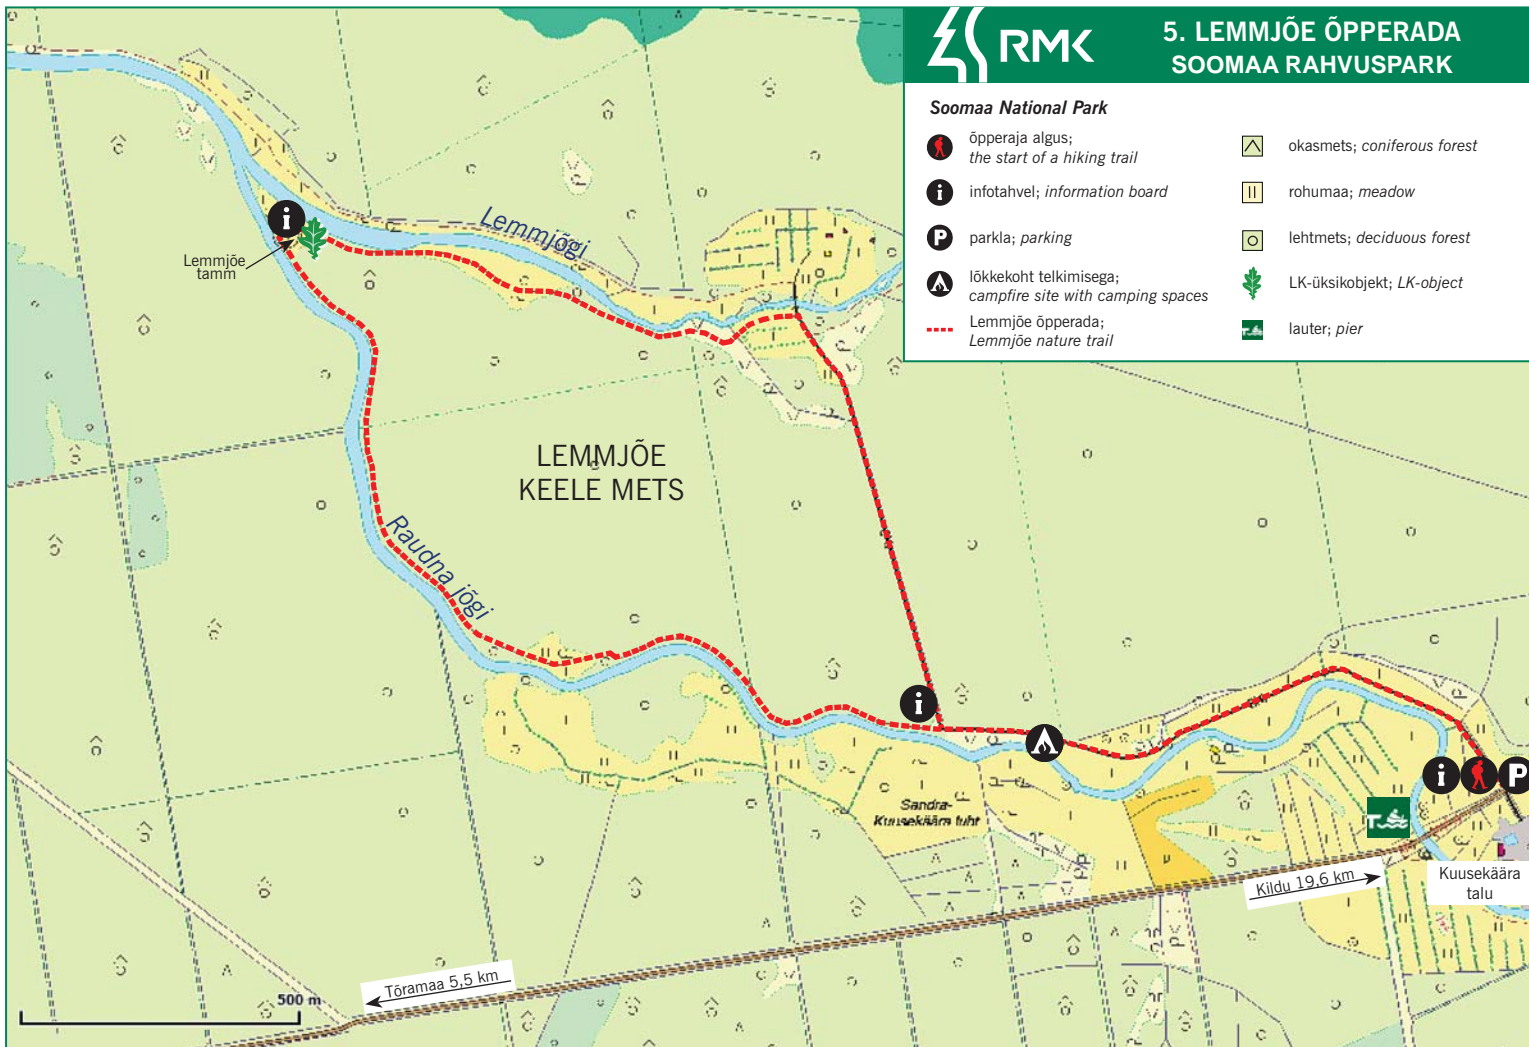 RMK
5. LEMMJÕE ÕPPERADA
SOOMAA RAHVUSPARK
Soomaa National Park
õpperaja algus;
the start of a hiking trail
infotahvel; information board
P
parkla; parking
lõkkekoht telkimisega;
campfire site with camping spaces
Lemmjõe õpperada;
Lemmjõe nature trail
okasmets; coniferous forest
rohumaa; meadow
lehtmets; deciduous forest
LK-üksikobjekt; LK-object
lauter; pier
Lemmjõgi
i
Lemmjõe
tamm
LEMMJÕE
KEELE METS
Raudna jõgi
i
i
P
Sandra-
Kuusekäära luht
Kildu 19,6 km
Kuusekäära
talu
Tõramaa 5,5 km
500 m